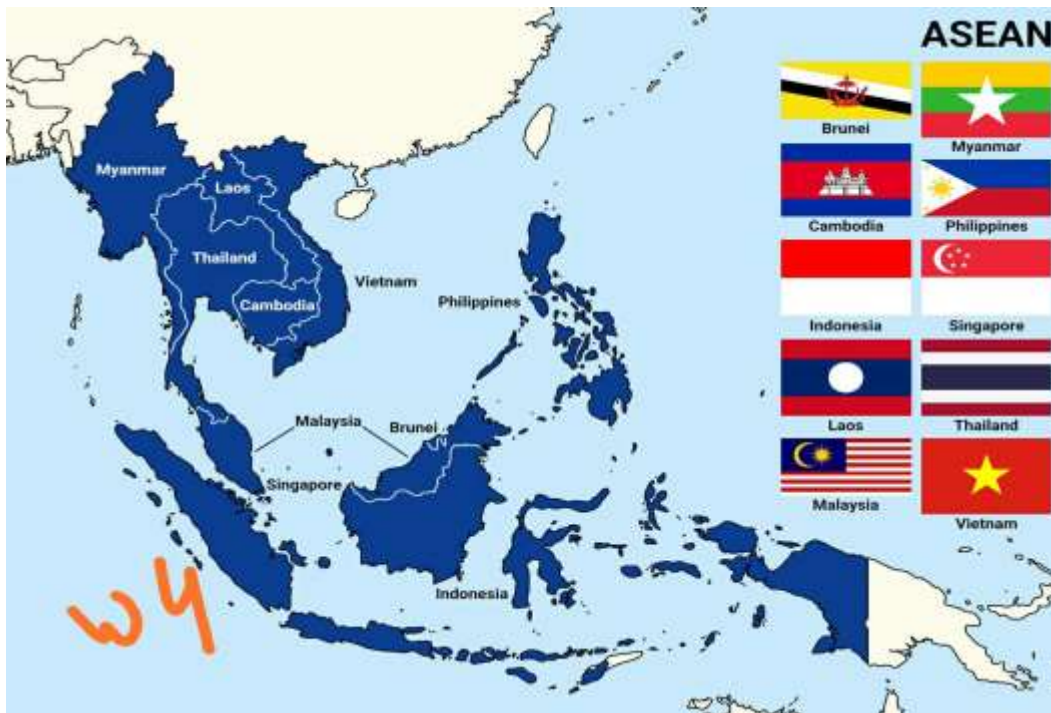 ASEAN
Brunei
Myanmar
Cambodia
Philippines
Indonesia
Singapore
Laos
Thailand
Malaysia
Vietnam
Myanmar
Laos
Thailand
Vietnam
Cambodia
Philippines
Malaysia
Brunei
Singapore
Indonesia
w4